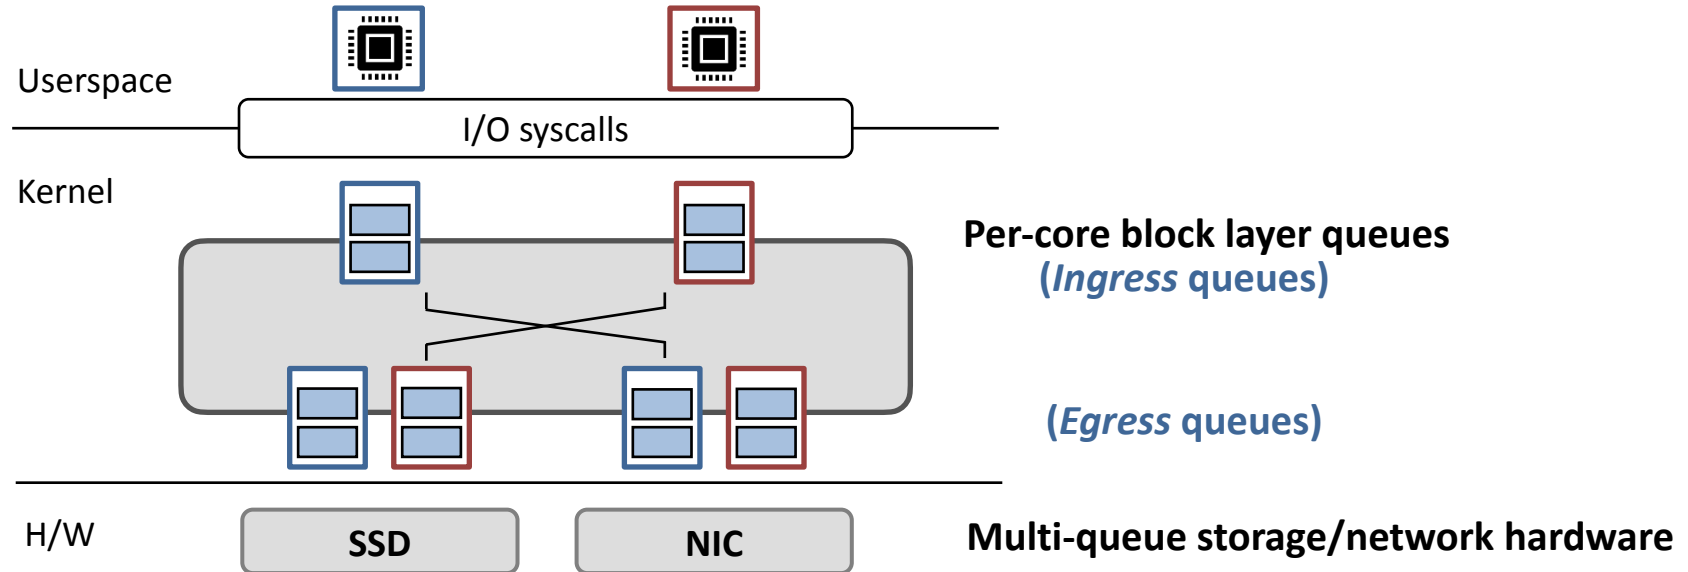 Userspace
I/O syscalls
Kernel
Per-core block layer queues
(Ingress queues)
(Egress queues)
H/W
SSD
NIC
Multi-queue storage/network hardware